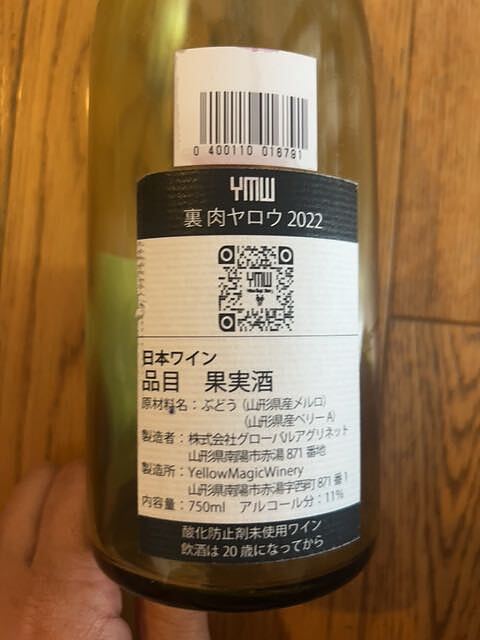 0 400110 018791
YMW
裏 肉ヤロウ 2022
YMW
日本ワイン
品目 果実酒
原材料名：ぶどう（山形県産メルロ）
（山形県産ベリーA）
製造者：株式会社グローバルアグリネット
山形県南陽市赤湯 871 番地
製造所：YellowMagicWinery
山形県南陽市赤湯字西町 871 番 1
内容量：750ml アルコール分：11%
酸化防止剤未使用ワイン
飲酒は 20 歳になってから